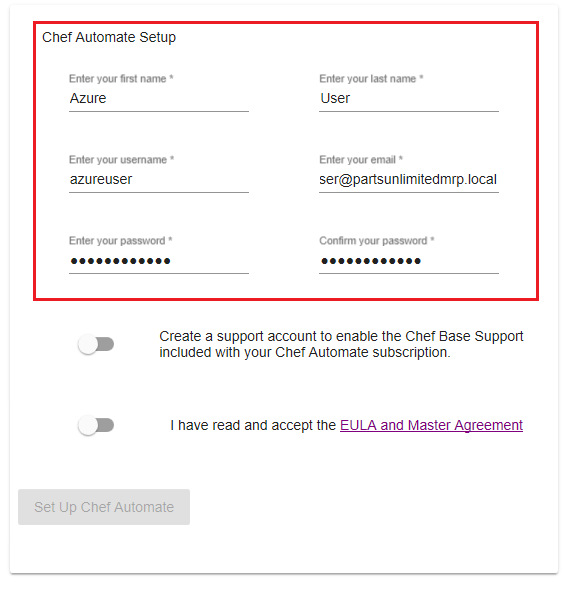 Chef Automate Setup
Enter your first name * Enter your last name *
Azure User
Enter your username * Enter your email *
azureuser ser@partsunlimitedmrp.local
Enter your password * Confirm your password *
•••••••••••• ••••••••••••
Create a support account to enable the Chef Base Support
included with your Chef Automate subscription.
I have read and accept the EULA and Master Agreement
Set Up Chef Automate